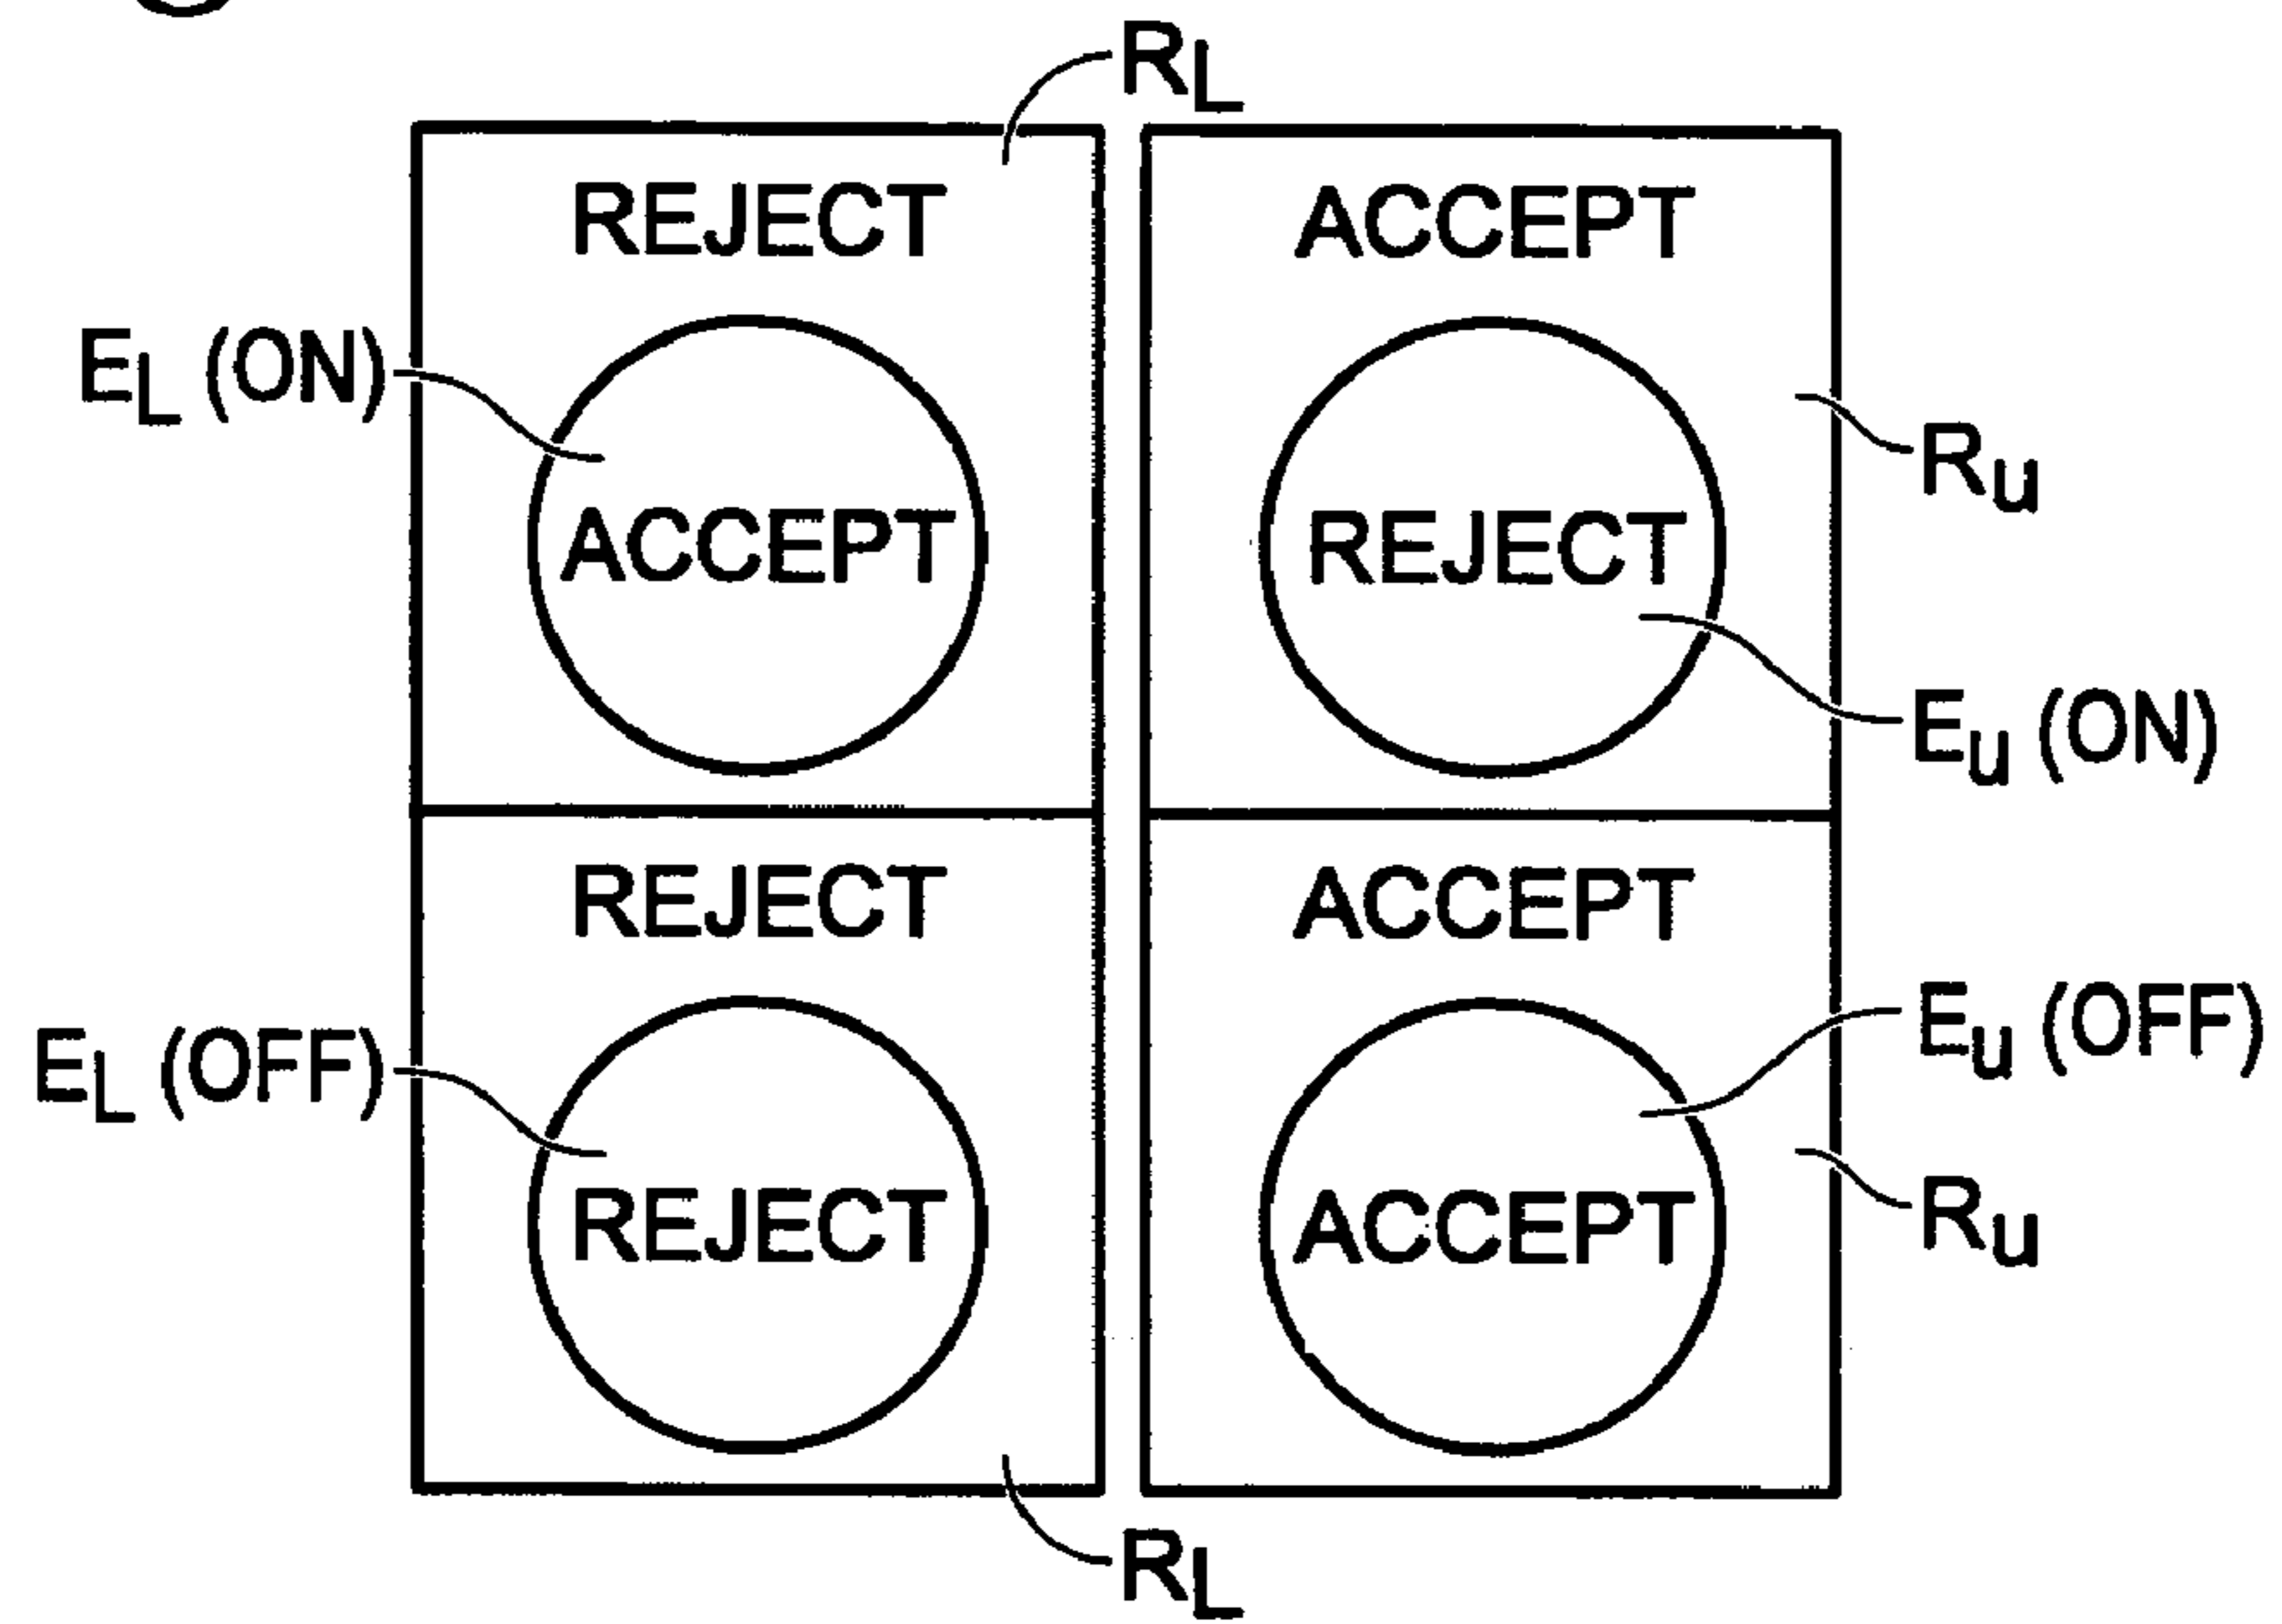 RL
REJECT
ACCEPT
EL (ON)
Ru
ACCEPT
REJECT
Eu (ON)
REJECT
ACCEPT
EL (OFF)
Eu (OFF)
REJECT
ACCEPT
Ru
RL